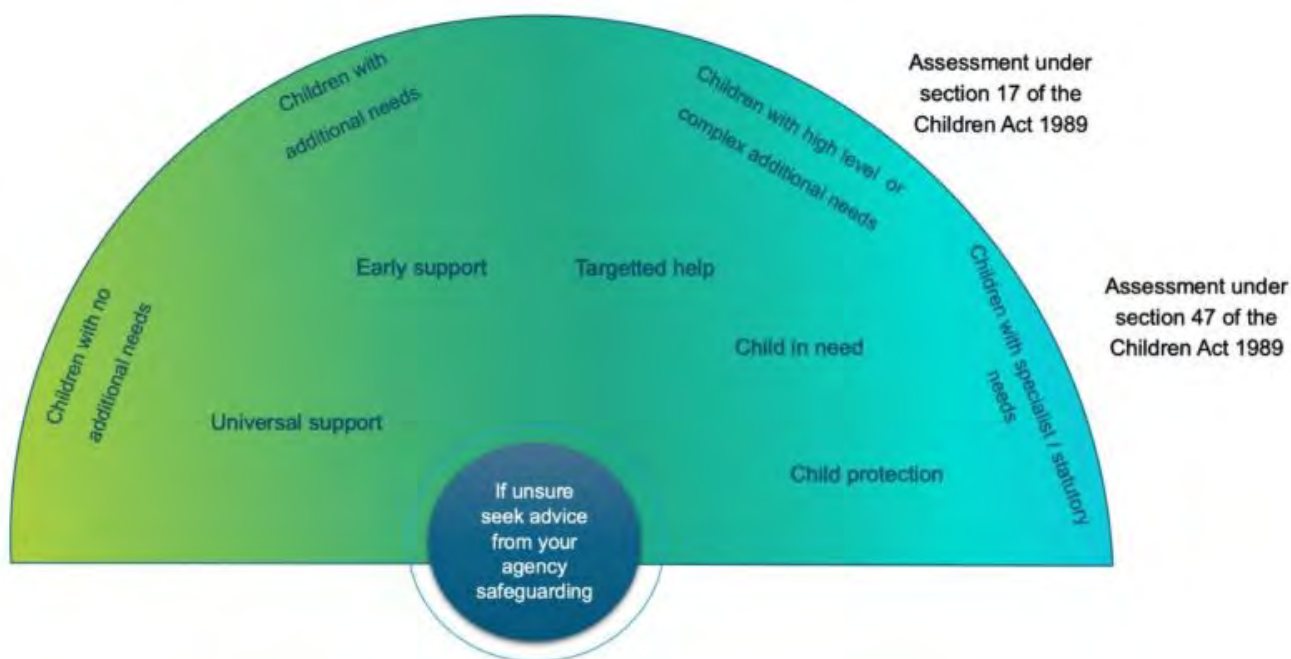 Children with no
additional needs
Children with
additional needs
Children with high level or
complex additional needs
Children with specialist / statutory
needs
Assessment under
section 17 of the
Children Act 1989
Assessment under
section 47 of the
Children Act 1989
Universal support
Early support
Targetted help
Child in need
Child protection
If unsure
seek advice
from your
agency
safeguarding